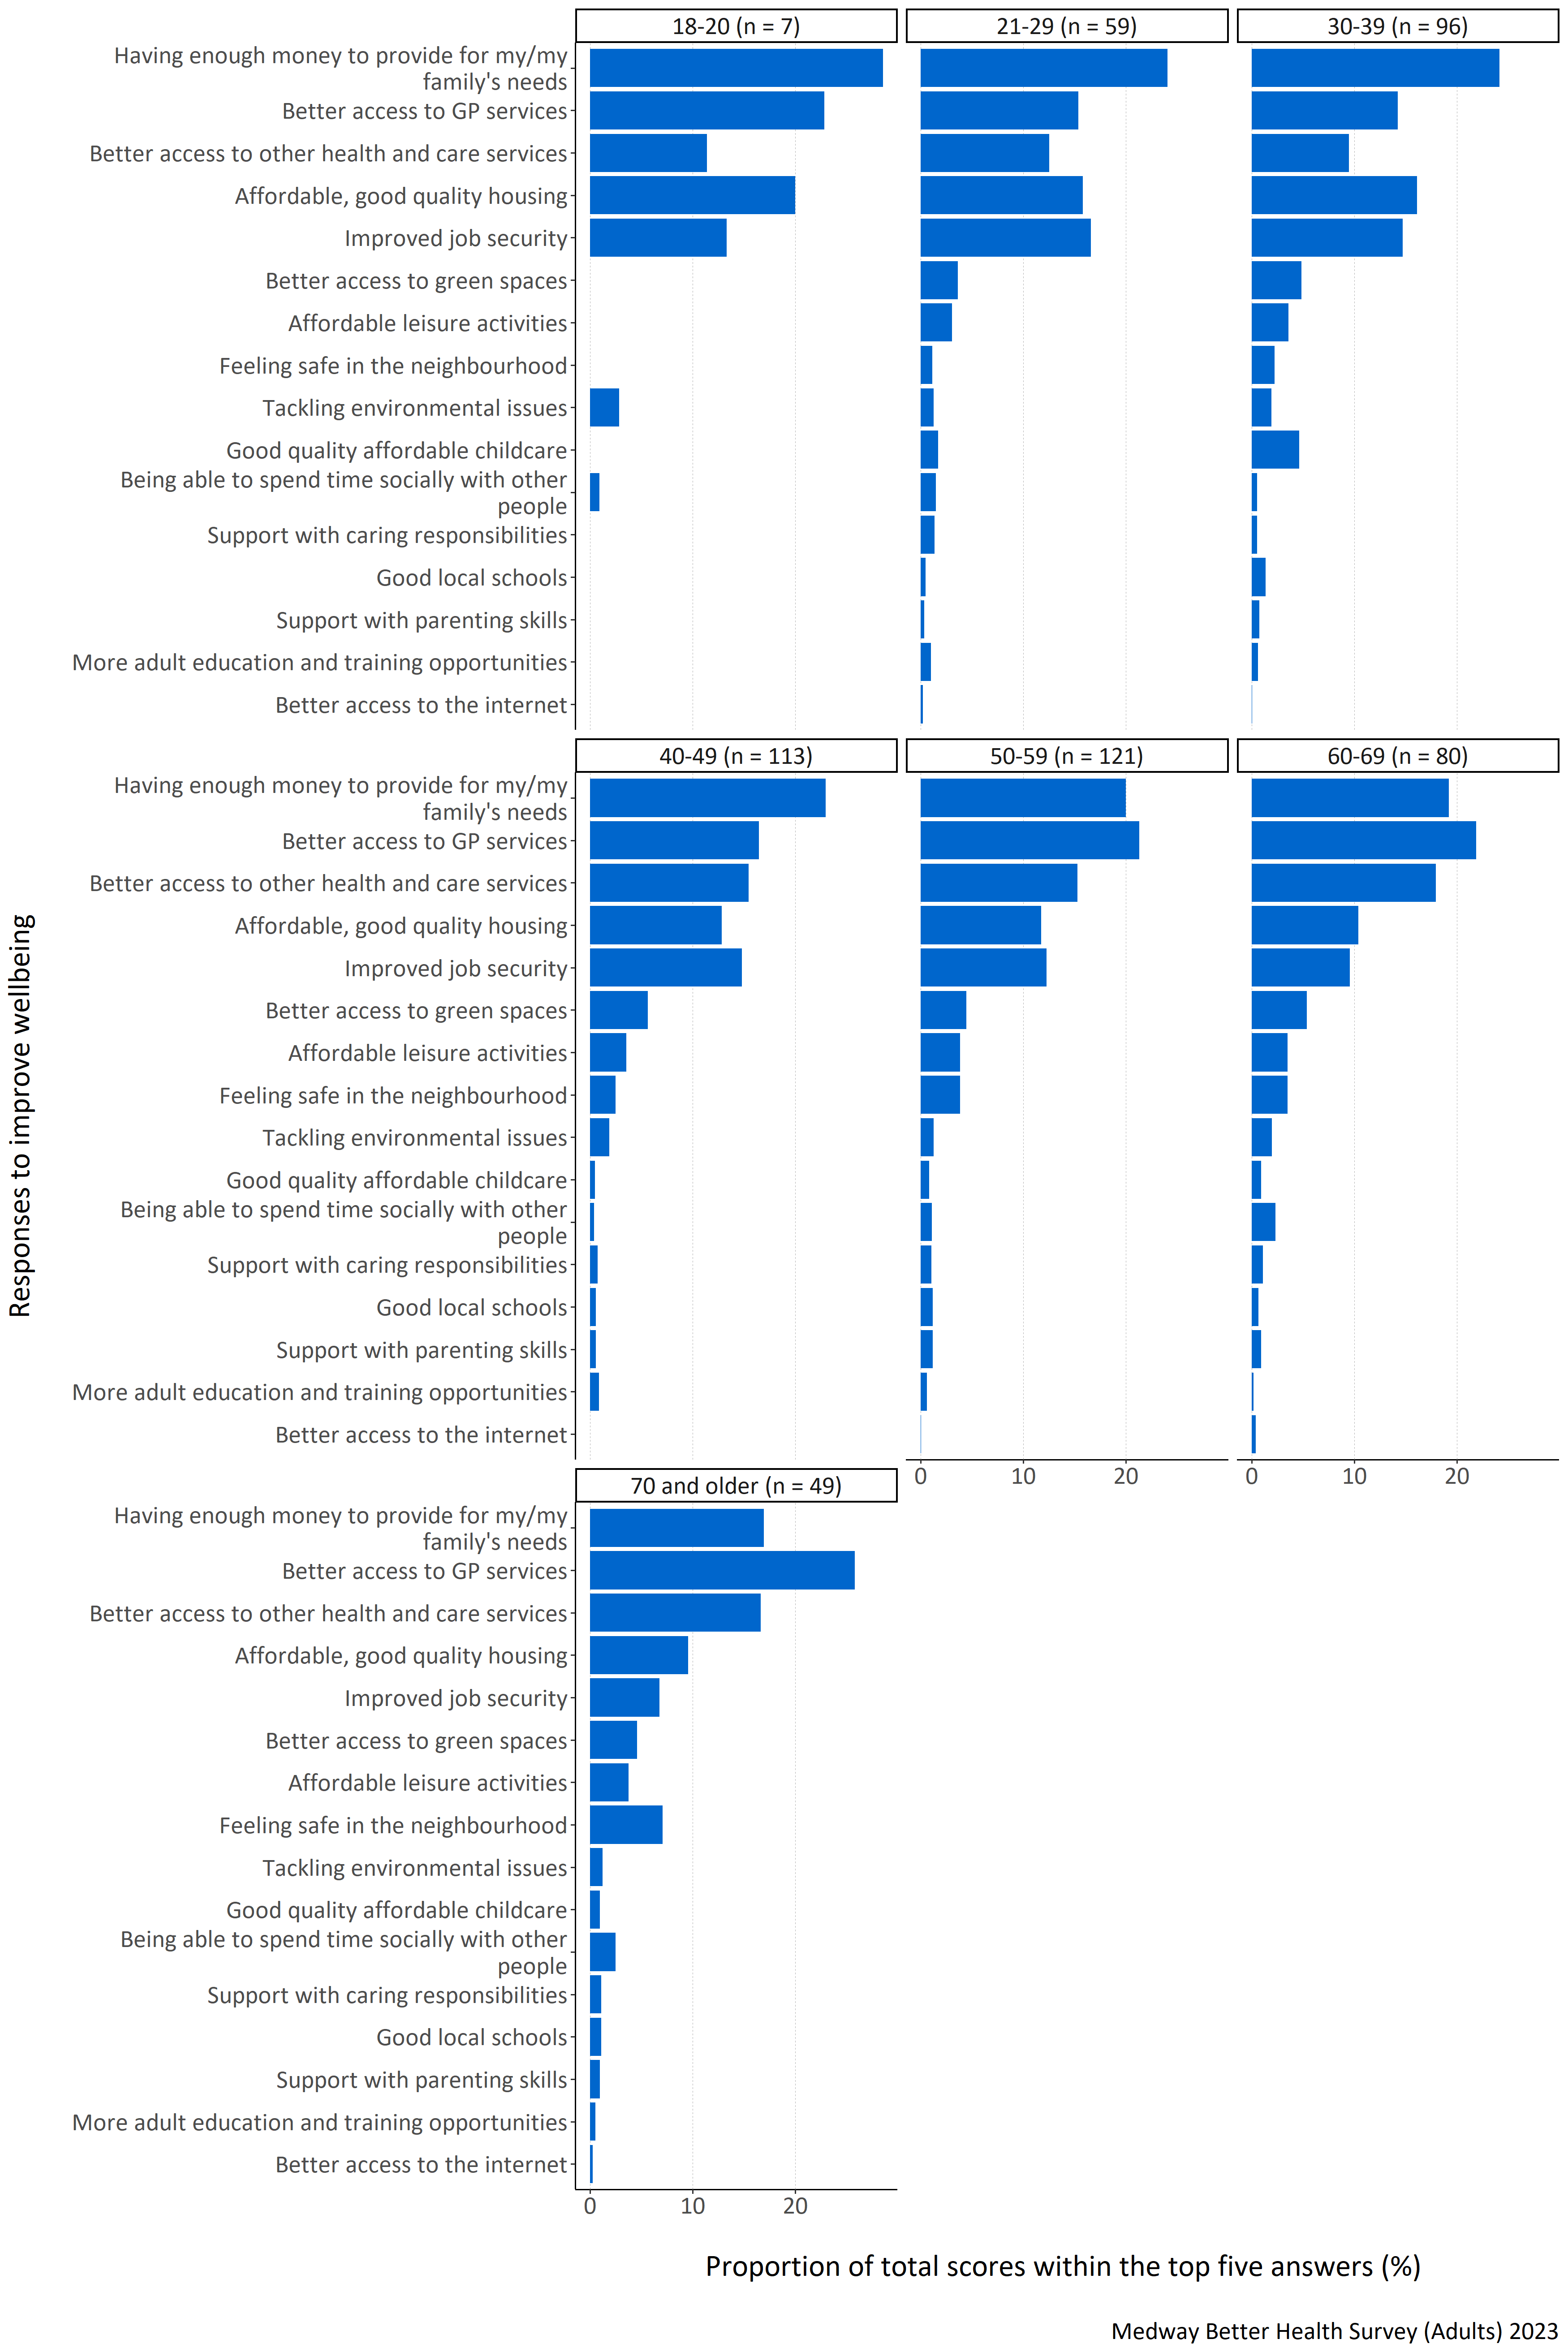 18-20 (n = 7)
21-29 (n = 59)
30-39 (n = 96)
Having enough money to provide for my/my
family's needs
Better access to GP services
Better access to other health and care services
Affordable, good quality housing
Improved job security
Better access to green spaces
Affordable leisure activities
Feeling safe in the neighbourhood
Tackling environmental issues
Good quality affordable childcare
Being able to spend time socially with other
people
Support with caring responsibilities
Good local schools
Support with parenting skills
More adult education and training opportunities
Better access to the internet
40-49 (n = 113)
50-59 (n = 121)
60-69 (n = 80)
Having enough money to provide for my/my
family's needs
Better access to GP services
Better access to other health and care services
Affordable, good quality housing
Improved job security
Better access to green spaces
Affordable leisure activities
Feeling safe in the neighbourhood
Tackling environmental issues
Good quality affordable childcare
Being able to spend time socially with other
people
Support with caring responsibilities
Good local schools
Support with parenting skills
More adult education and training opportunities
Better access to the internet
0 10 20
0 10 20
70 and older (n = 49)
Having enough money to provide for my/my
family's needs
Better access to GP services
Better access to other health and care services
Affordable, good quality housing
Improved job security
Better access to green spaces
Affordable leisure activities
Feeling safe in the neighbourhood
Tackling environmental issues
Good quality affordable childcare
Being able to spend time socially with other
people
Support with caring responsibilities
Good local schools
Support with parenting skills
More adult education and training opportunities
Better access to the internet
0 10 20
Responses to improve wellbeing
Proportion of total scores within the top five answers (%)
Medway Better Health Survey (Adults) 2023